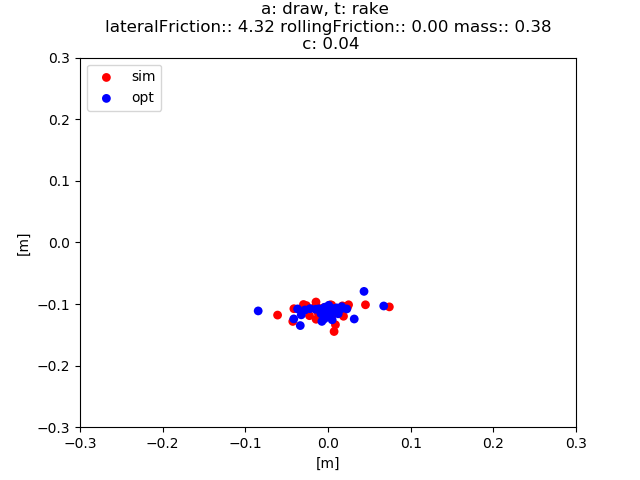 a: draw, t: rake
lateralFriction:: 4.32 rollingFriction:: 0.00 mass:: 0.38
c: 0.04
sim
opt
0.3
0.2
0.1
0.0
−0.1
−0.2
−0.3
[m]
−0.3 −0.2 −0.1 0.0 0.1 0.2 0.3
[m]